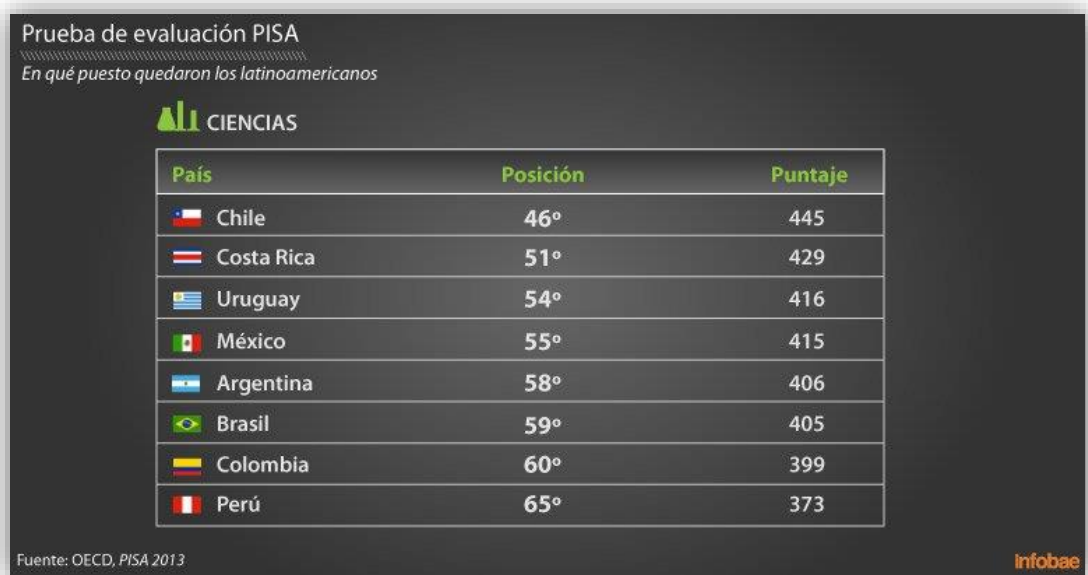 Prueba de evaluación PISA
En qué puesto quedaron los latinoamericanos
CIENCIAS
País Posición Puntaje
Chile 46º 445
Costa Rica 51º 429
Uruguay 54º 416
México 55º 415
Argentina 58º 406
Brasil 59º 405
Colombia 60º 399
Perú 65º 373
Fuente: OECD, PISA 2013 infobae